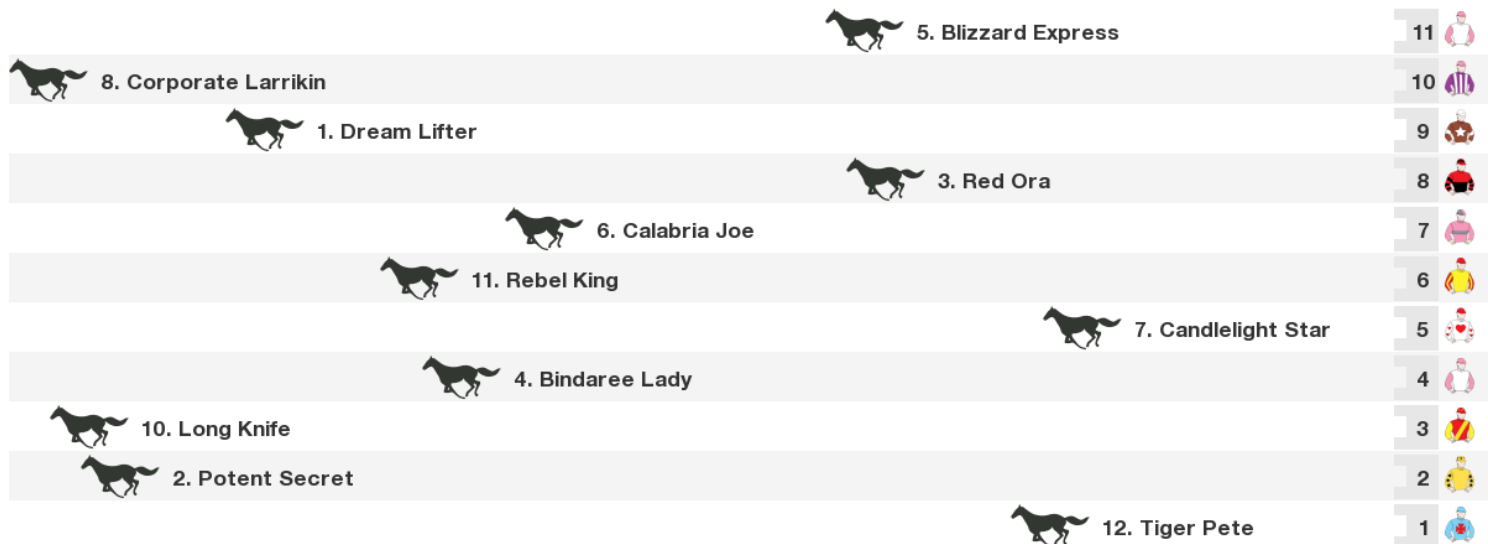 5. Blizzard Express 11
8. Corporate Larrikin 10
1. Dream Lifter 9
3. Red Ora 8
6. Calabria Joe 7
11. Rebel King 6
7. Candlelight Star 5
4. Bindaree Lady 4
10. Long Knife 3
2. Potent Secret 2
12. Tiger Pete 1